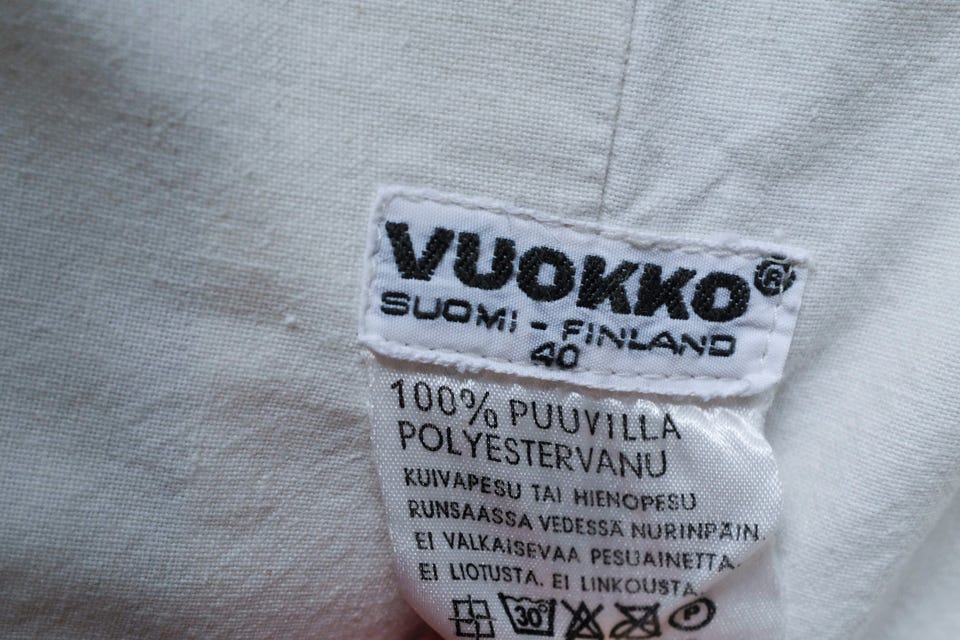 VUOKKO®
SUOMI - FINLAND
40
100% PUUVILLA
POLYESTERVANU
KUIVAPESU TAI HIENOPESU
RUNSAASSA VEDESSÄ NURINPÄIN.
EI VALKAISEVAA PESUAINETTA.
EI LIOTUSTA. EI LINKOUSTA.
30° P